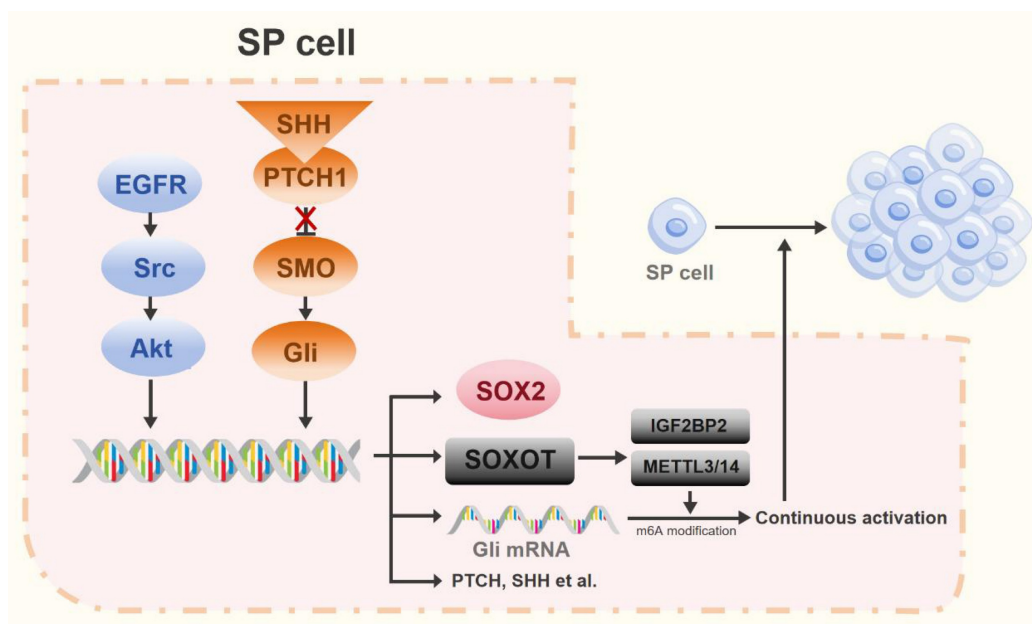 SP cell
SHH
PTCH1
EGFR
Src
SMO
Akt
Gli
SP cell
SOX2
SOXOT
IGF2BP2
METTL3/14
Gli mRNA
m6A modification
Continuous activation
PTCH, SHH et al.